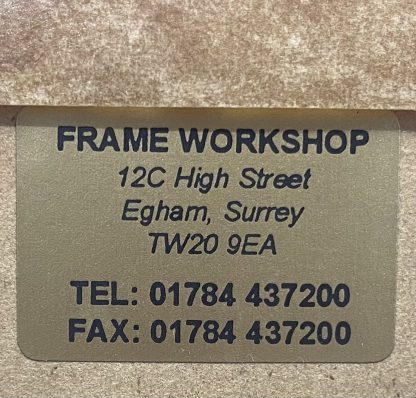 FRAME WORKSHOP
12C High Street
Egham, Surrey
TW20 9EA
TEL: 01784 437200
FAX: 01784 437200